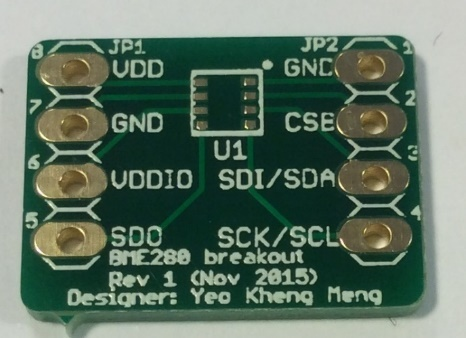 8 JP1 JP2 1
VDD GND
7 2
GND CSB
6 U1 3
VDDIO SDI/SDA
5 4
SDO SCK/SCL
BME280 breakout
Rev 1 (Nov 2015)
Designer: Yeo Kheng Meng